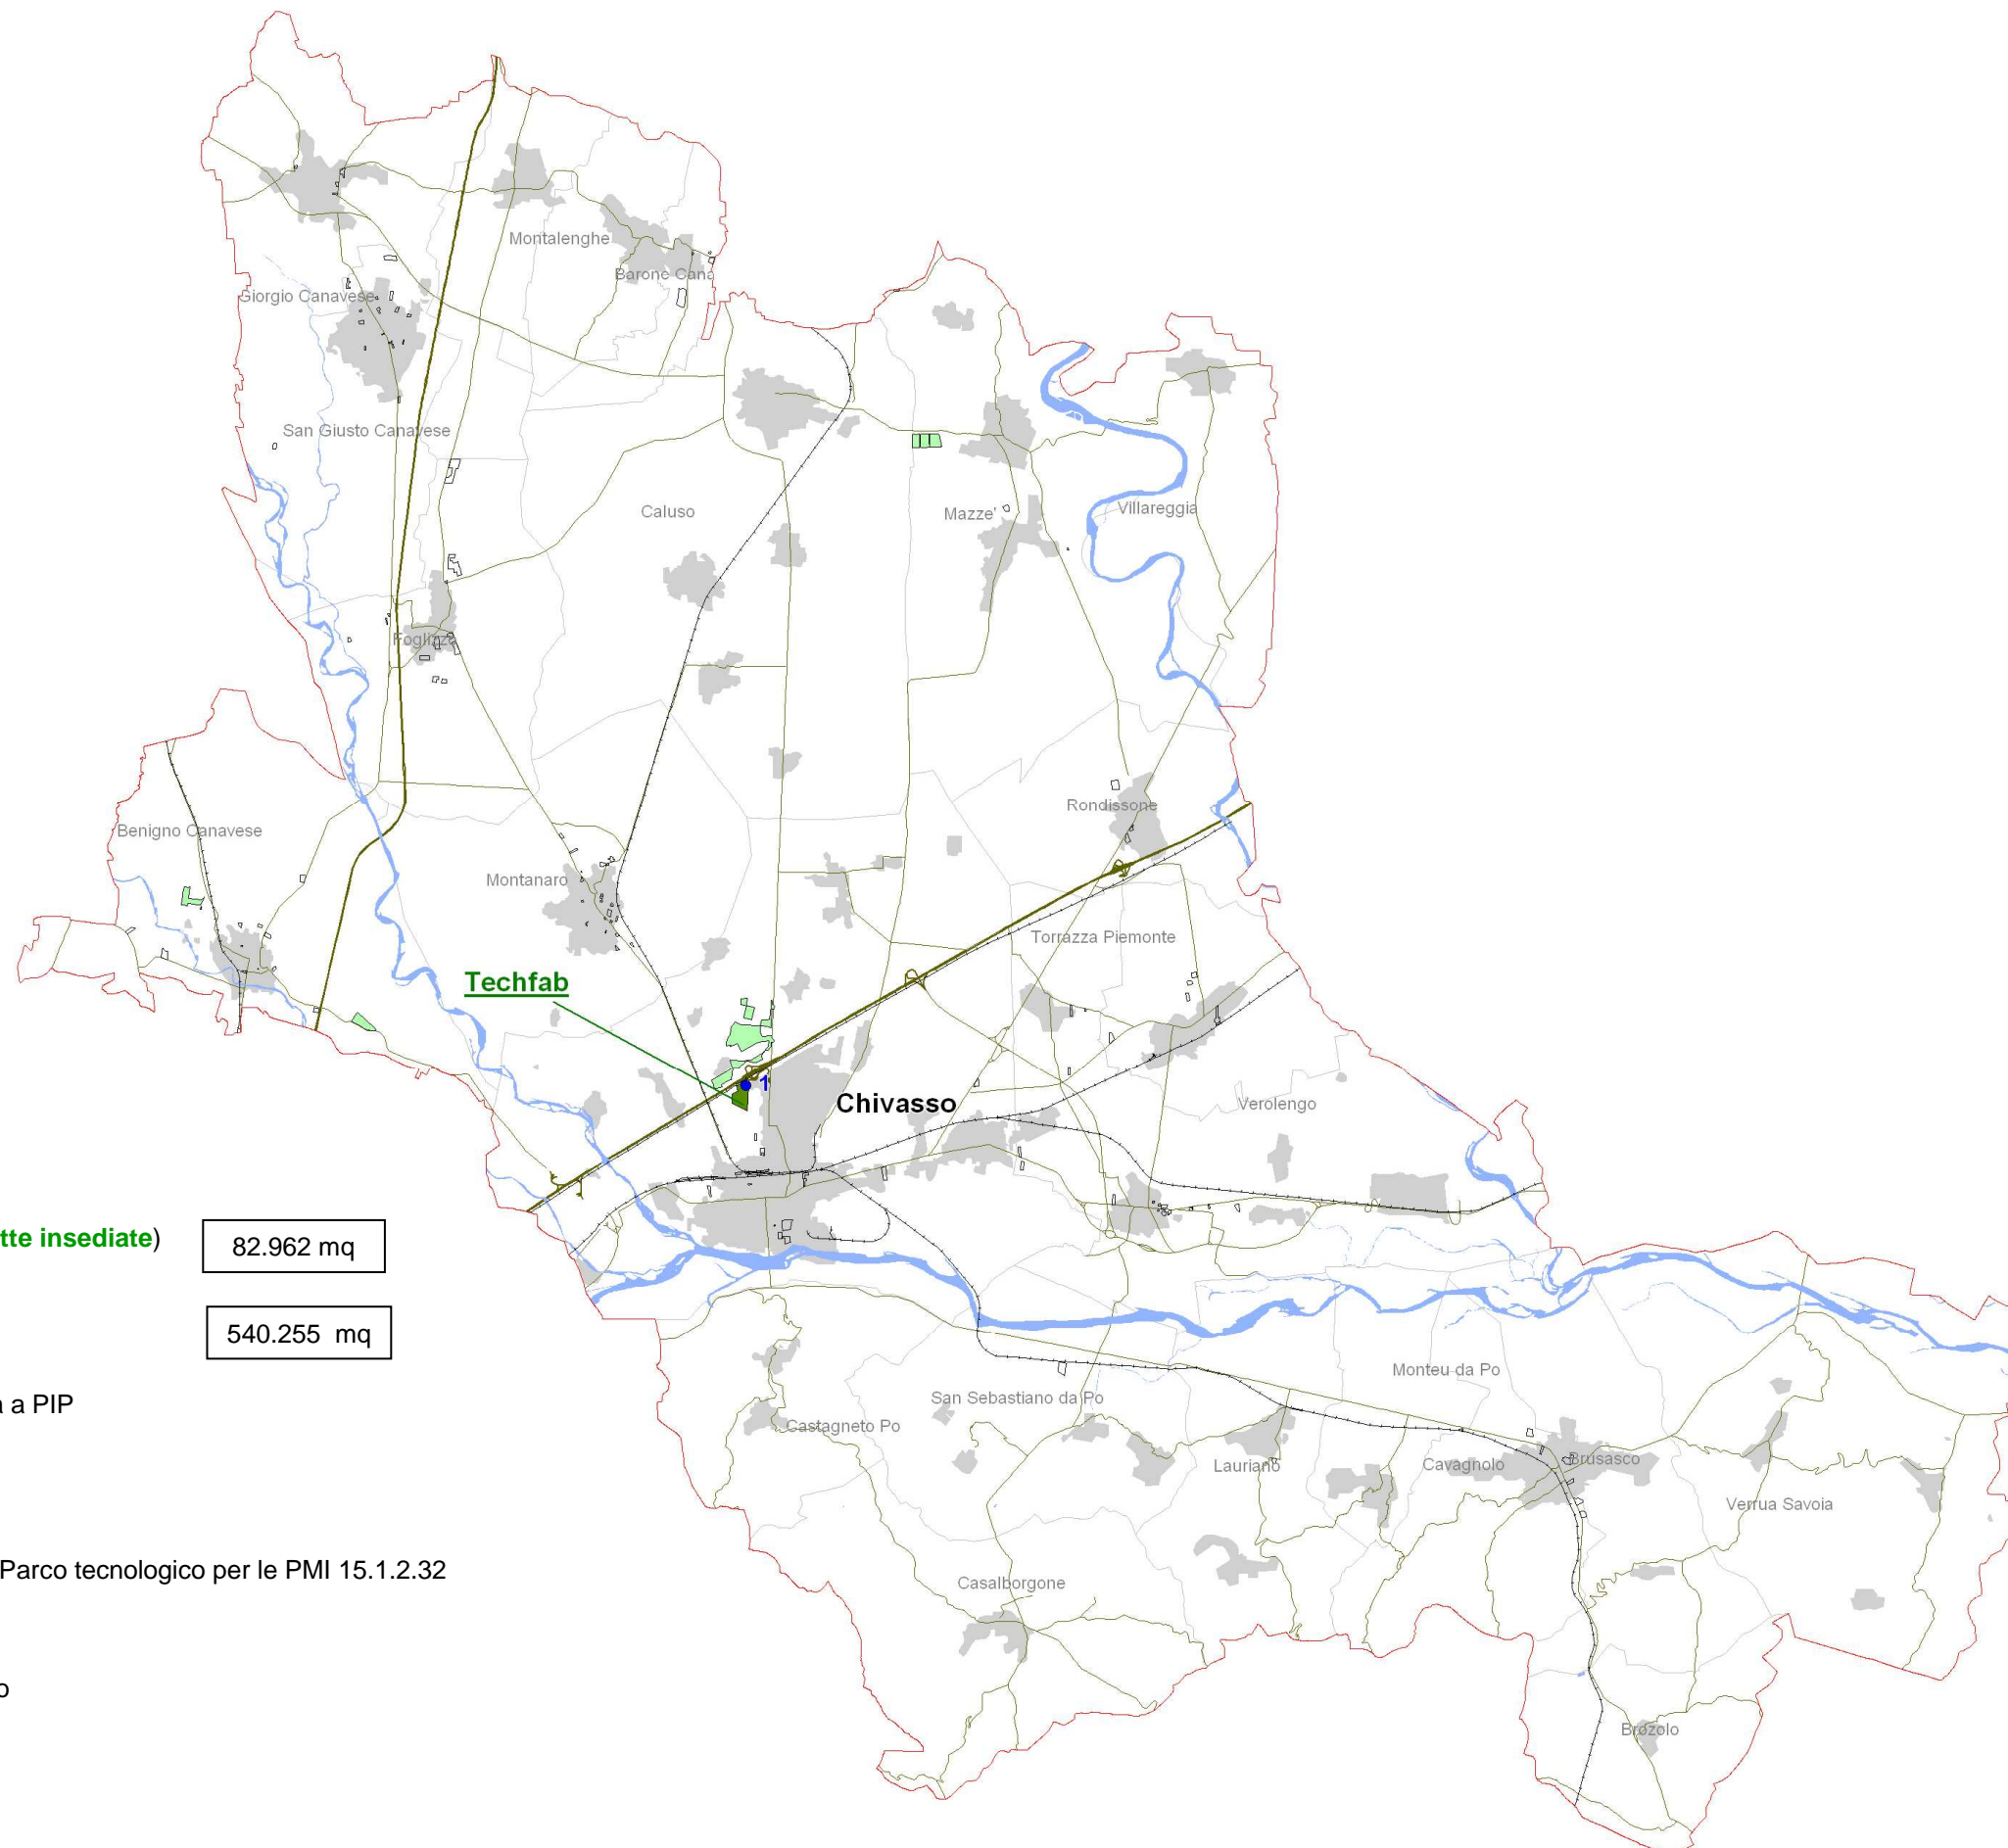 Montalenghe
Barone Cana
Giorgio Canavese
San Giusto Canavese
Caluso
Mazze'
Villareggia
Foglizzo
Rondissone
Benigno Canavese
Montanaro
Torrazza Piemonte
Techfab
1
Chivasso
Verolengo
tte insediate)
82.962 mq
540.255 mq
Monteu da Po
San Sebastiano da Po
a PIP
Castagneto Po
Lauriano
Cavagnolo
Brusasco
Verrua Savoia
Parco tecnologico per le PMI 15.1.2.32
Casalborgone
o
Brozolo